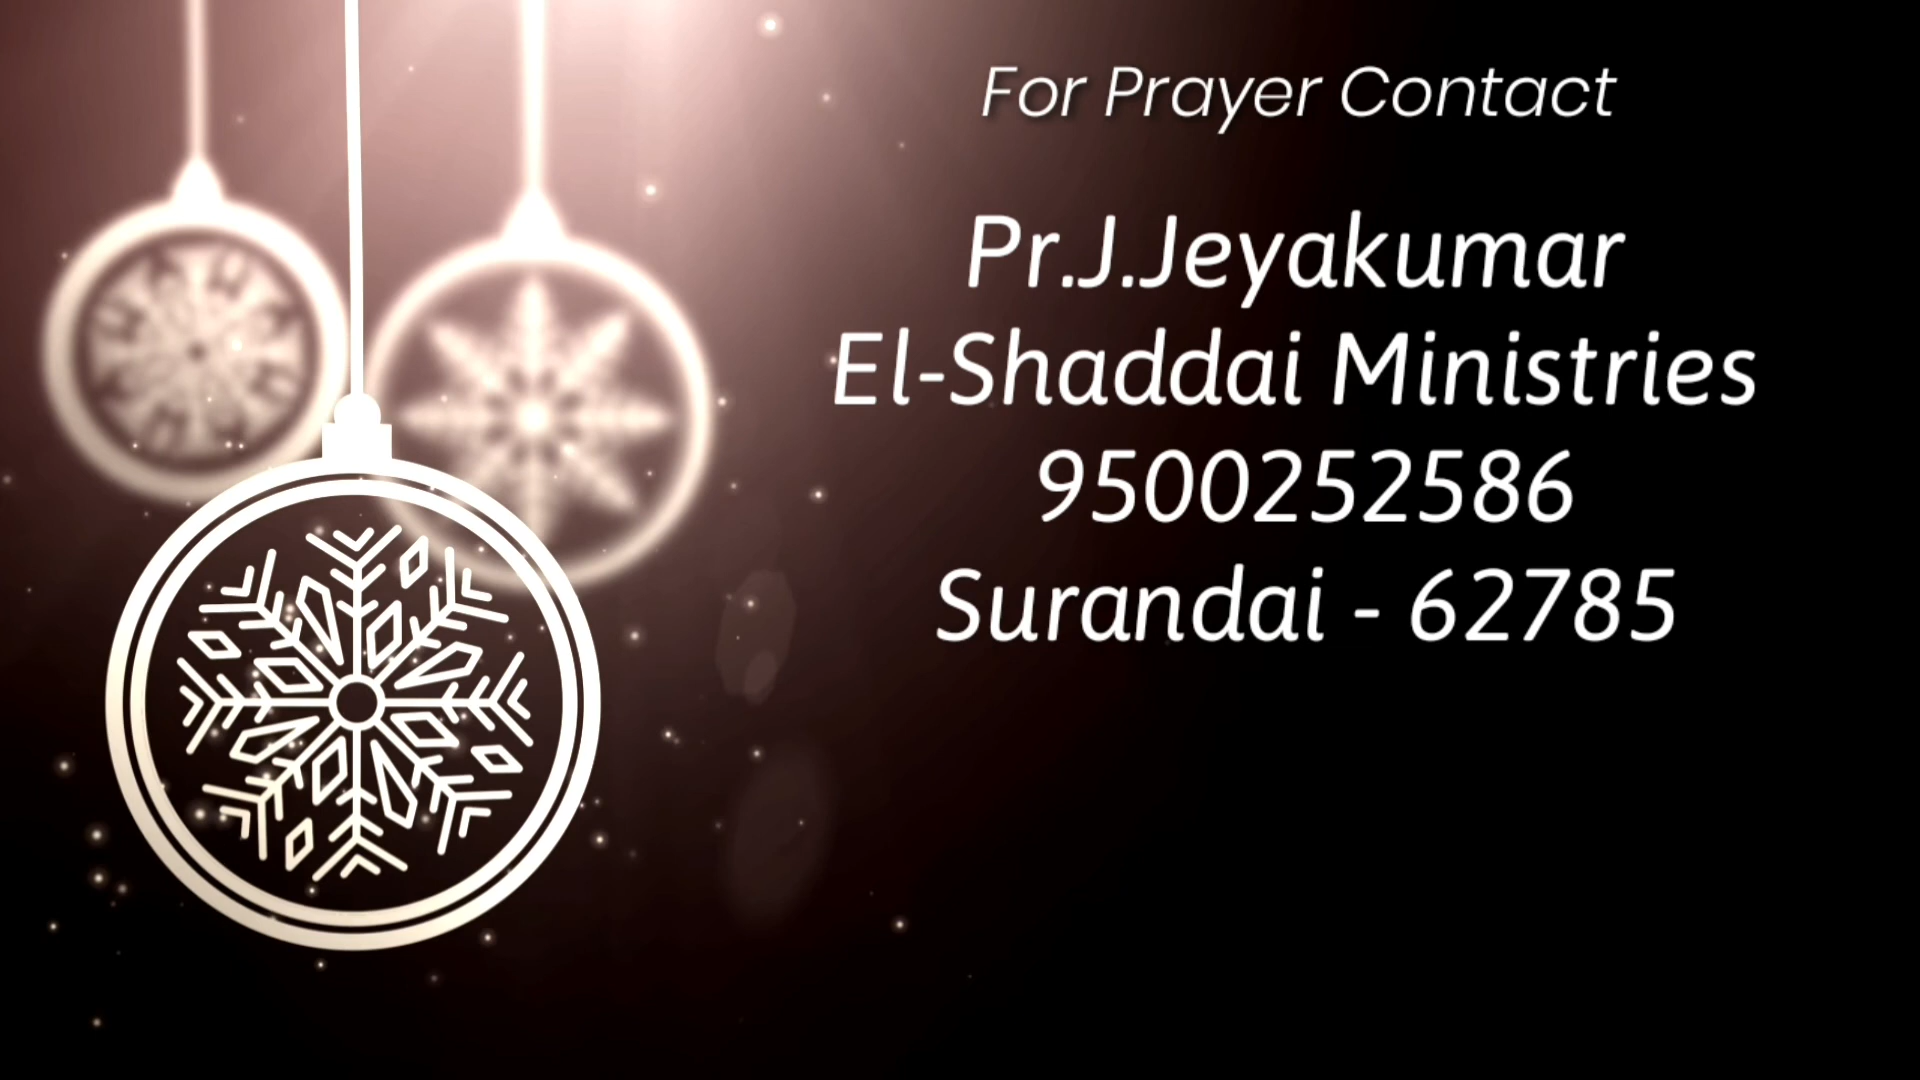 For Prayer Contact
Pr.J.Jeyakumar
El-Shaddai Ministries
9500252586
Surandai - 62785